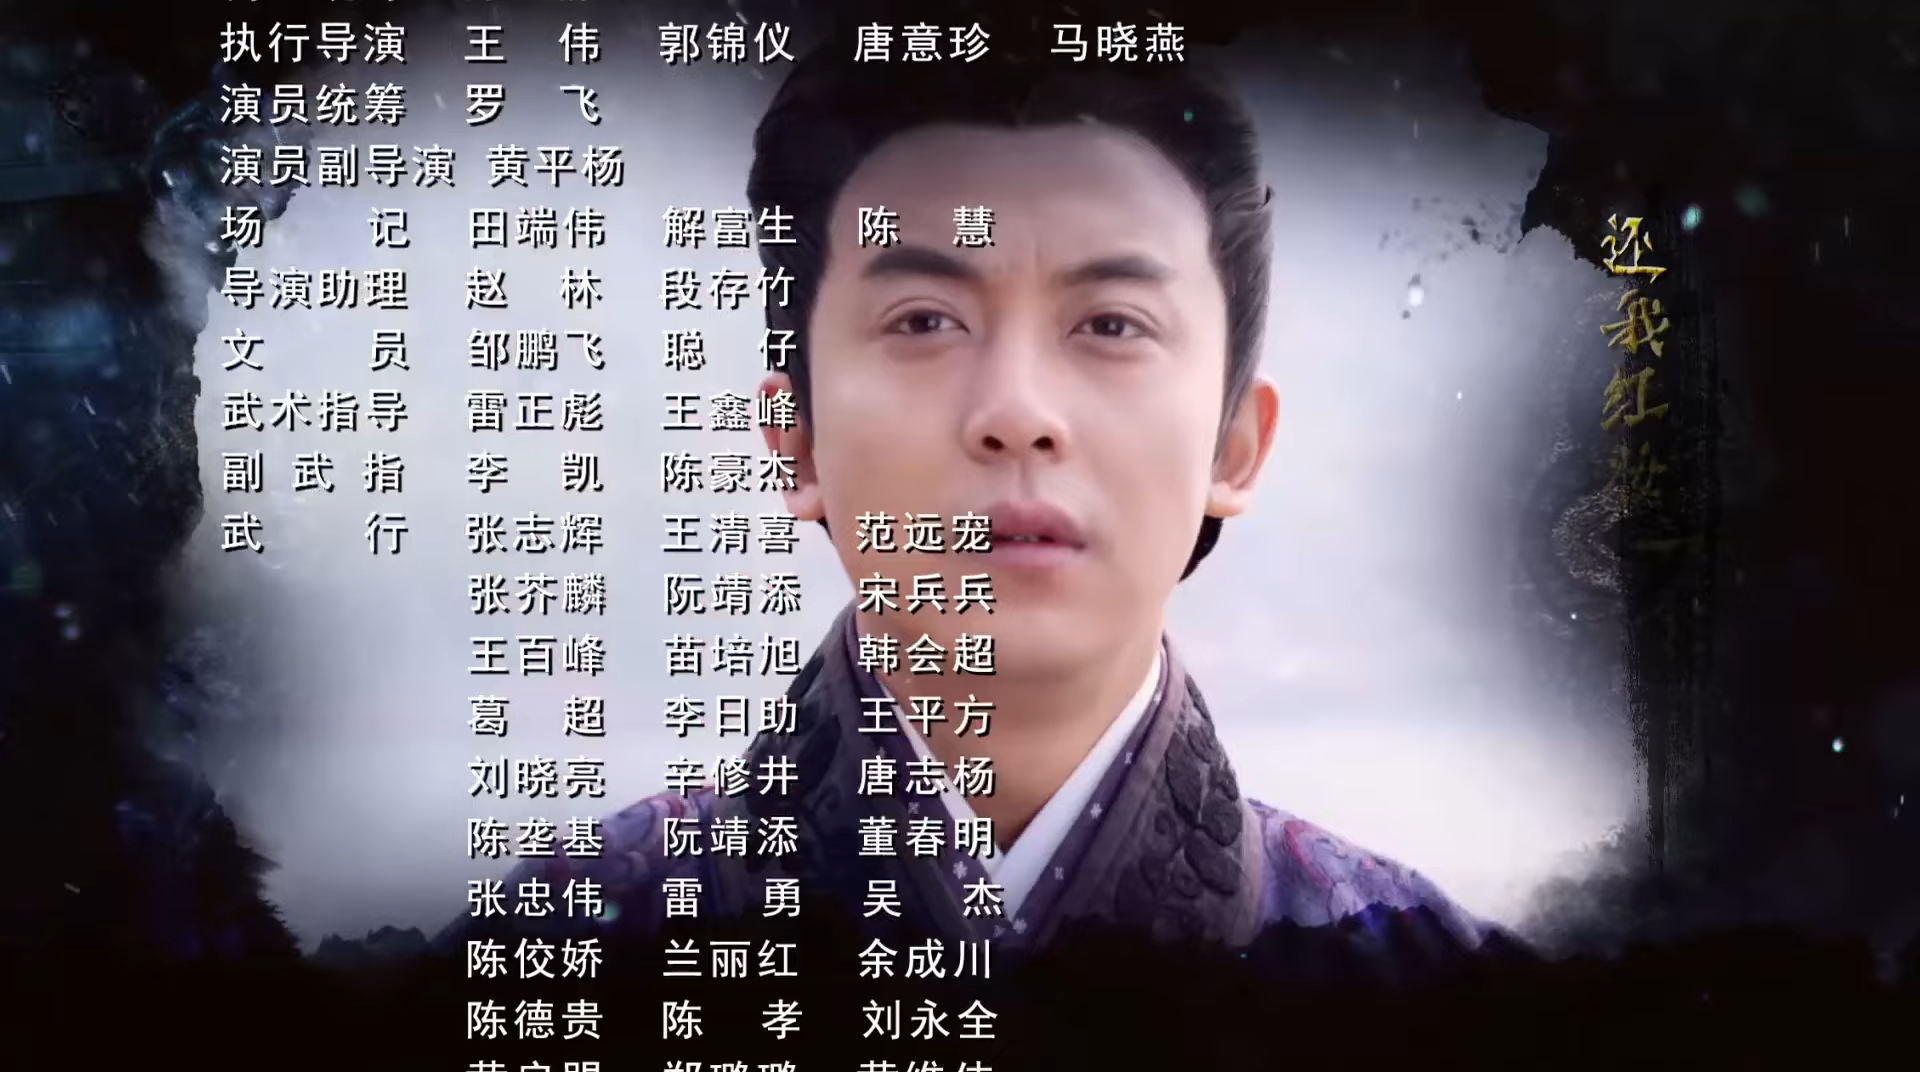 执行导演 王 伟 郭锦仪 唐意珍 马晓燕
演员统筹 罗 飞
演员副导演 黄平杨
场 记 田端伟 解富生 陈 慧
导演助理 赵 林 段存竹
文 员 邹鹏飞 聪 仔
武术指导 雷正彪 王鑫峰
副 武 指 李 凯 陈豪杰
武 行 张志辉 王清喜 范远宠
张芥麟 阮靖添 宋兵兵
王百峰 苗培旭 韩会超
葛 超 李日助 王平方
刘晓亮 辛修井 唐志杨
陈垄基 阮靖添 董春明
张忠伟 雷 勇 吴 杰
陈佼娇 兰丽红 余成川
陈德贵 陈 孝 刘永全
还我红妆